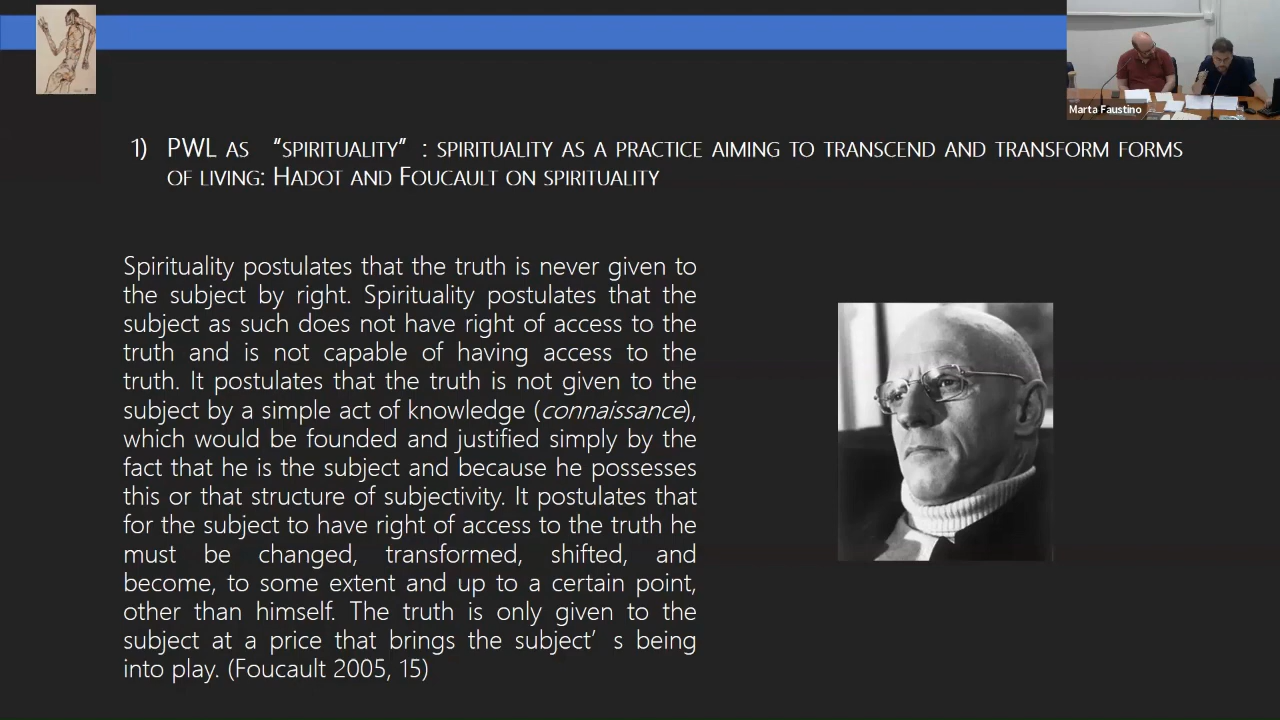 Marta Faustino
1) PWL AS “SPIRITUALITY” : SPIRITUALITY AS A PRACTICE AIMING TO TRANSCEND AND TRANSFORM FORMS
OF LIVING: HADOT AND FOUCAULT ON SPIRITUALITY
Spirituality postulates that the truth is never given to
the subject by right. Spirituality postulates that the
subject as such does not have right of access to the
truth and is not capable of having access to the
truth. It postulates that the truth is not given to the
subject by a simple act of knowledge (connaissance),
which would be founded and justified simply by the
fact that he is the subject and because he possesses
this or that structure of subjectivity. It postulates that
for the subject to have right of access to the truth he
must be changed, transformed, shifted, and
become, to some extent and up to a certain point,
other than himself. The truth is only given to the
subject at a price that brings the subject’ s being
into play. (Foucault 2005, 15)